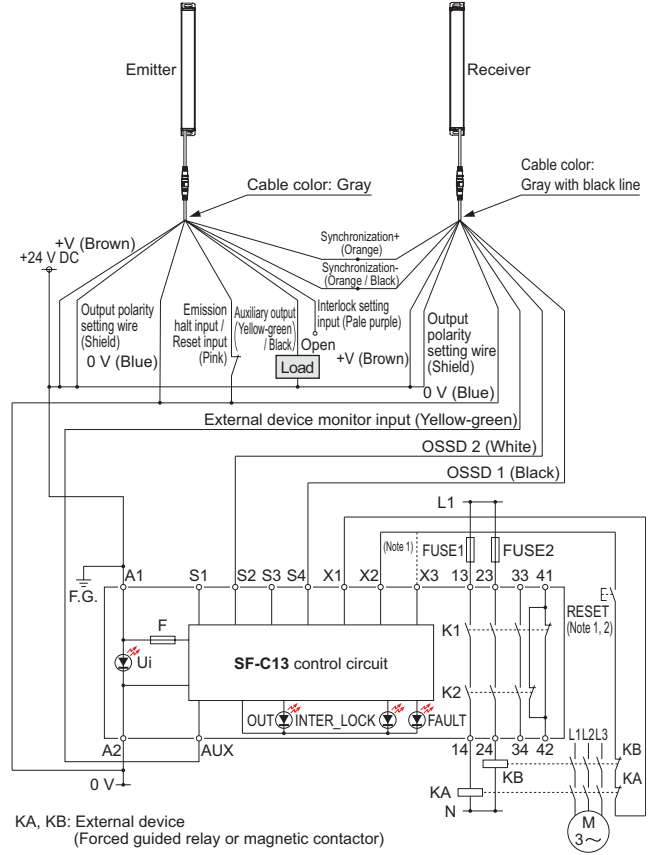 Emitter
Receiver
Cable color: Gray
Cable color:
Gray with black line
Synchronization+
(Orange)
Synchronization-
(Orange / Black)
+V (Brown)
+24 V DC
Output polarity
setting wire
(Shield)
0 V (Blue)
Emission
halt input /
Reset input
(Pink)
Auxiliary output
(Yellow-green
/ Black)
Interlock setting
input (Pale purple)
Open
Load
+V (Brown)
Output
polarity
setting wire
(Shield)
0 V (Blue)
External device monitor input (Yellow-green)
OSSD 2 (White)
OSSD 1 (Black)
L1
(Note 1)
FUSE1
FUSE2
F.G.
A1
S1
S2
S3
S4
X1
X2
X3
13
23
33
41
RESET
(Note 1, 2)
F
Ui
SF-C13 control circuit
K1
K2
OUT
INTER_LOCK
FAULT
A2
AUX
14
24
34
42
L1L2L3
KB
KA
KB
KA
0 V
N
M
3~
KA, KB: External device
(Forced guided relay or magnetic contactor)